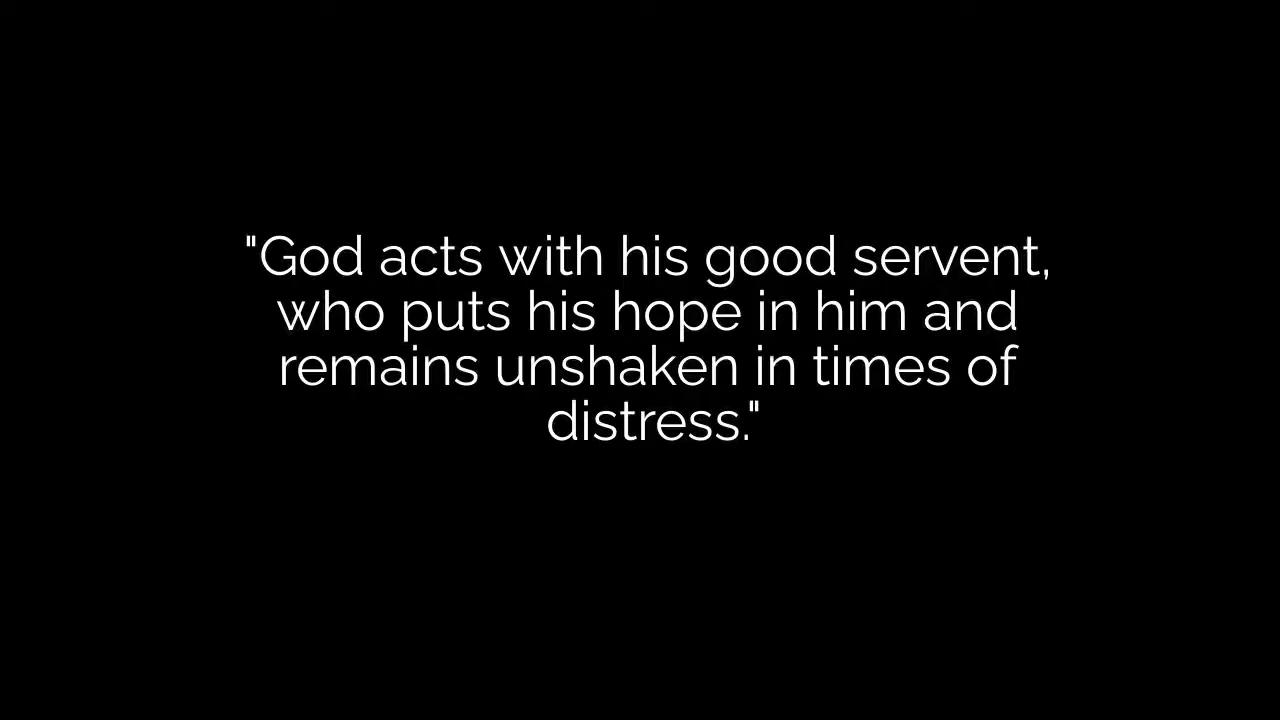 "God acts with his good servent,
who puts his hope in him and
remains unshaken in times of
distress."